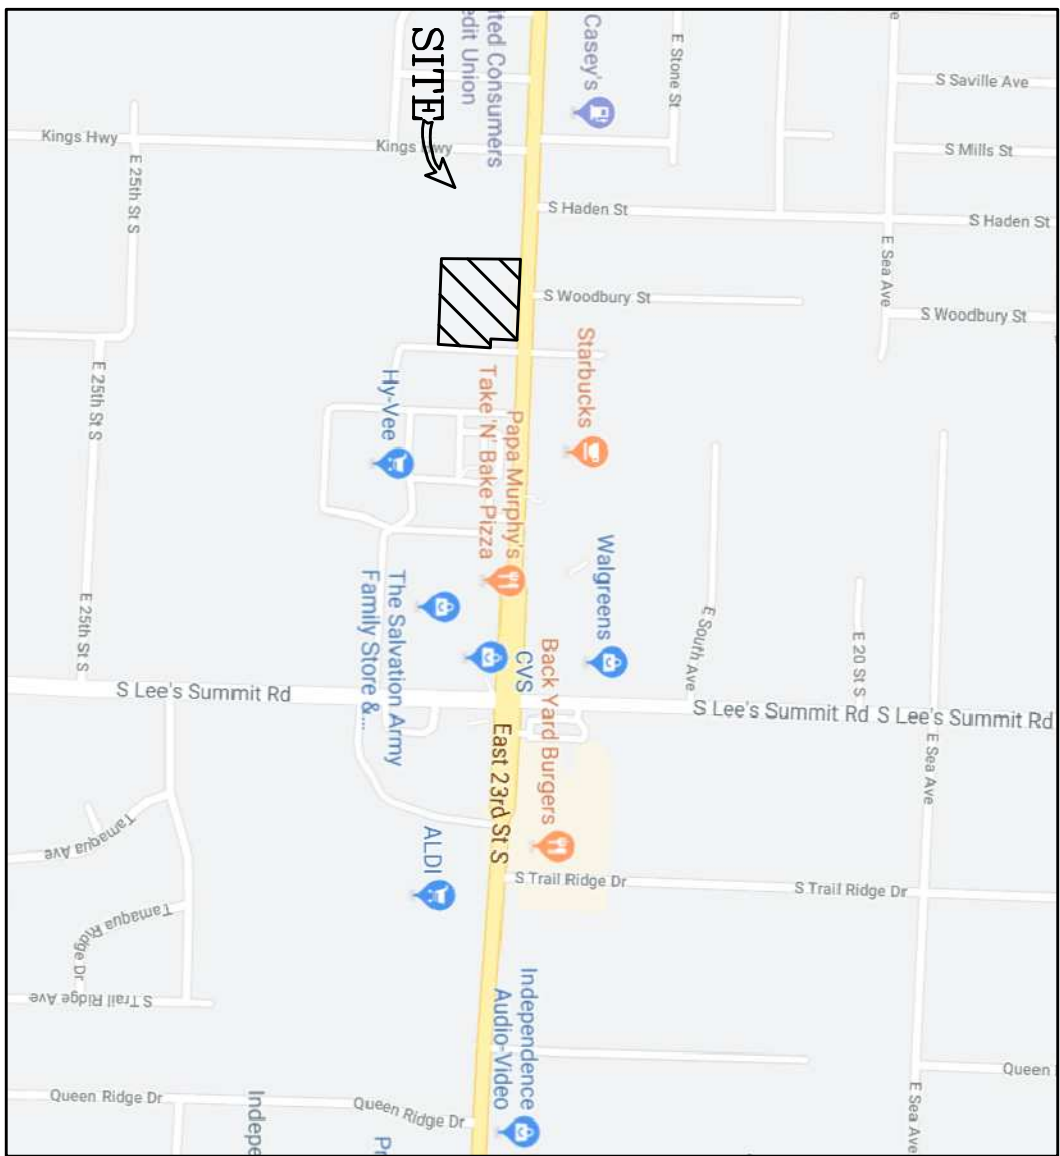 SITE
ited Consumers
edit Union
Casey's
E Stone St
S Saville Ave
Kings Hwy
Kings Hwy
S Mills St
E 25th St S
S Haden St
S Haden St
E Sea Ave
S Woodbury St
S Woodbury St
Starbucks
E 25th St S
Hy-Vee
Papa Murphy's
Take 'N' Bake Pizza
Walgreens
The Salvation Army
Family Store &...
E 25th St S
E South Ave
E 20 St S
CVS
Back Yard Burgers
S Lee's Summit Rd
S Lee's Summit Rd
S Lee's Summit Rd
East 23rd St S
E Sea Ave
ALDI
Tamaqua Ave
S Trail Ridge Dr
S Trail Ridge Dr
Tamaqua Ridge Dr
S Trail Ridge Ave
Independence
Audio-Video
Queen
Queen Ridge Dr
Queen Ridge Dr
E Sea Ave
Indepe
Pr